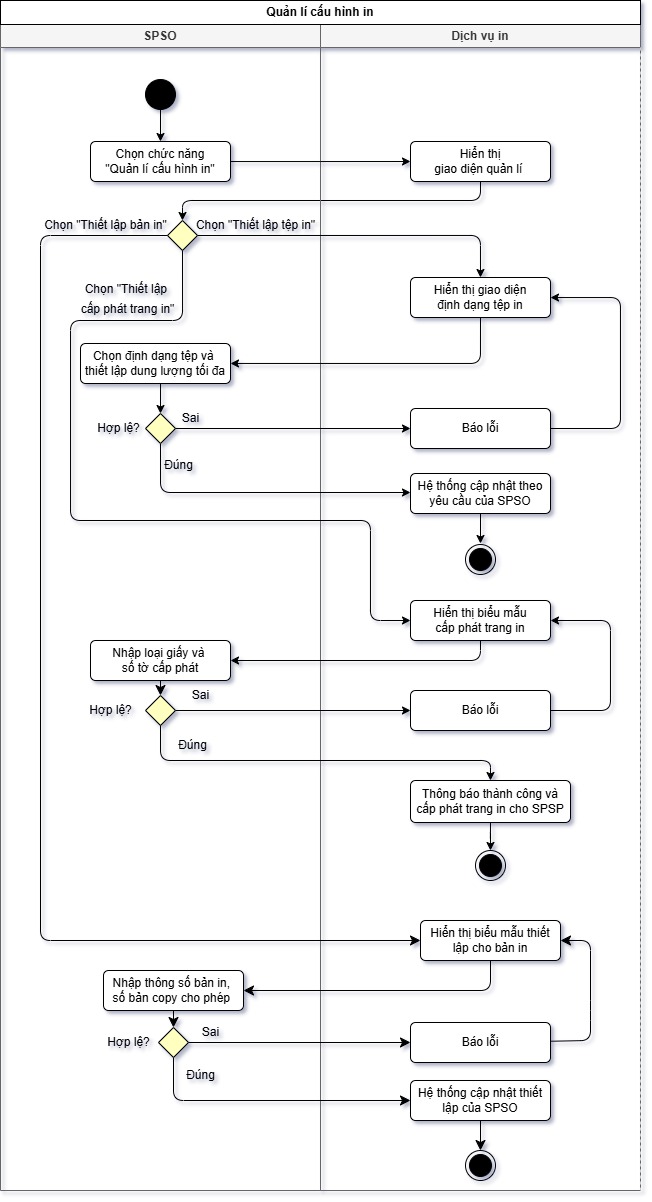 Quản lí cấu hình in
SPSO
Dịch vụ in
Chọn chức năng
"Quản lí cấu hình in"
Hiển thị
giao diện quản lí
Chọn "Thiết lập bản in"
Chọn "Thiết lập tệp in"
Chọn "Thiết lập
cấp phát trang in"
Hiển thị giao diện
định dạng tệp in
Chọn định dạng tệp và
thiết lập dung lượng tối đa
Hợp lệ?
Sai
Báo lỗi
Đúng
Hệ thống cập nhật theo
yêu cầu của SPSO
Hiển thị biểu mẫu
cấp phát trang in
Nhập loại giấy và
số tờ cấp phát
Hợp lệ?
Sai
Báo lỗi
Đúng
Thông báo thành công và
cấp phát trang in cho SPSP
Hiển thị biểu mẫu thiết
lập cho bản in
Nhập thông số bản in,
số bản copy cho phép
Hợp lệ?
Sai
Báo lỗi
Đúng
Hệ thống cập nhật thiết
lập của SPSO